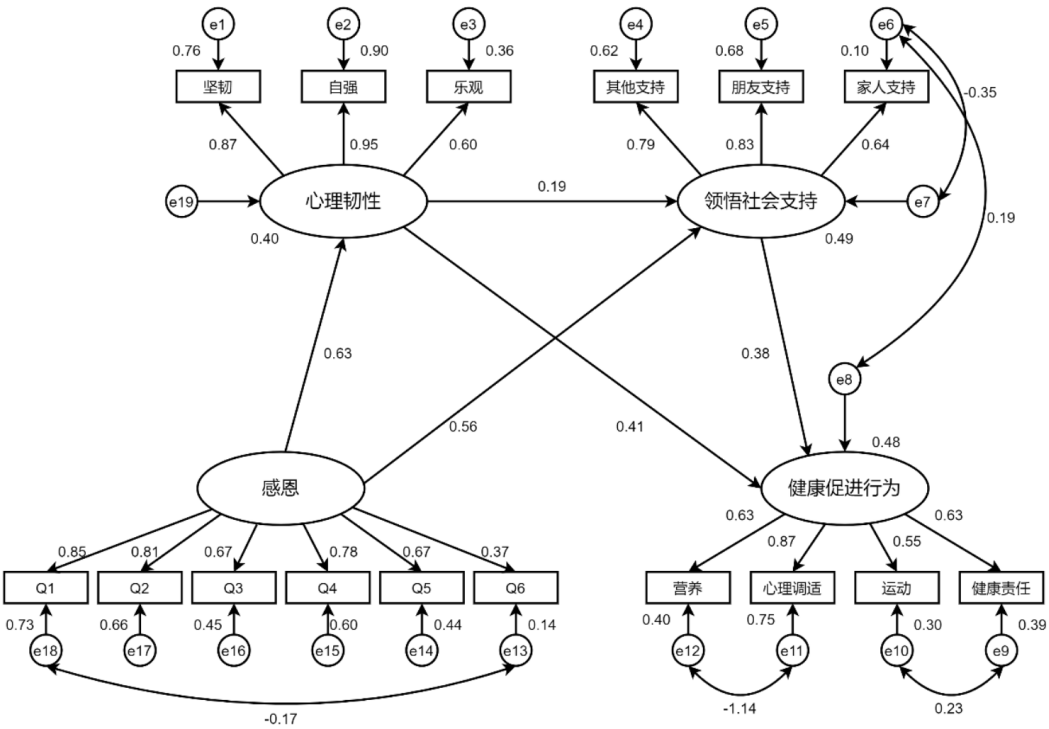 e1 e2 e3 e4 e5 e6
0.76 0.90 0.36 0.62 0.68 0.10
坚韧 自强 乐观 其他支持 朋友支持 家人支持
-0.35
0.87 0.95 0.60 0.79 0.83 0.64
0.19
e19 心理韧性 领悟社会支持 e7
0.19
0.40 0.49
0.63 0.38
e8
0.56 0.41
0.48
感恩 健康促进行为
0.63 0.63
0.87 0.55
0.85 0.81 0.67 0.78 0.67 0.37
Q1 Q2 Q3 Q4 Q5 Q6 营养 心理调适 运动 健康责任
0.73 0.66 0.45 0.60 0.44 0.14 0.40 0.75 0.30 0.39
e18 e17 e16 e15 e14 e13 e12 e11 e10 e9
-0.17 -1.14 0.23